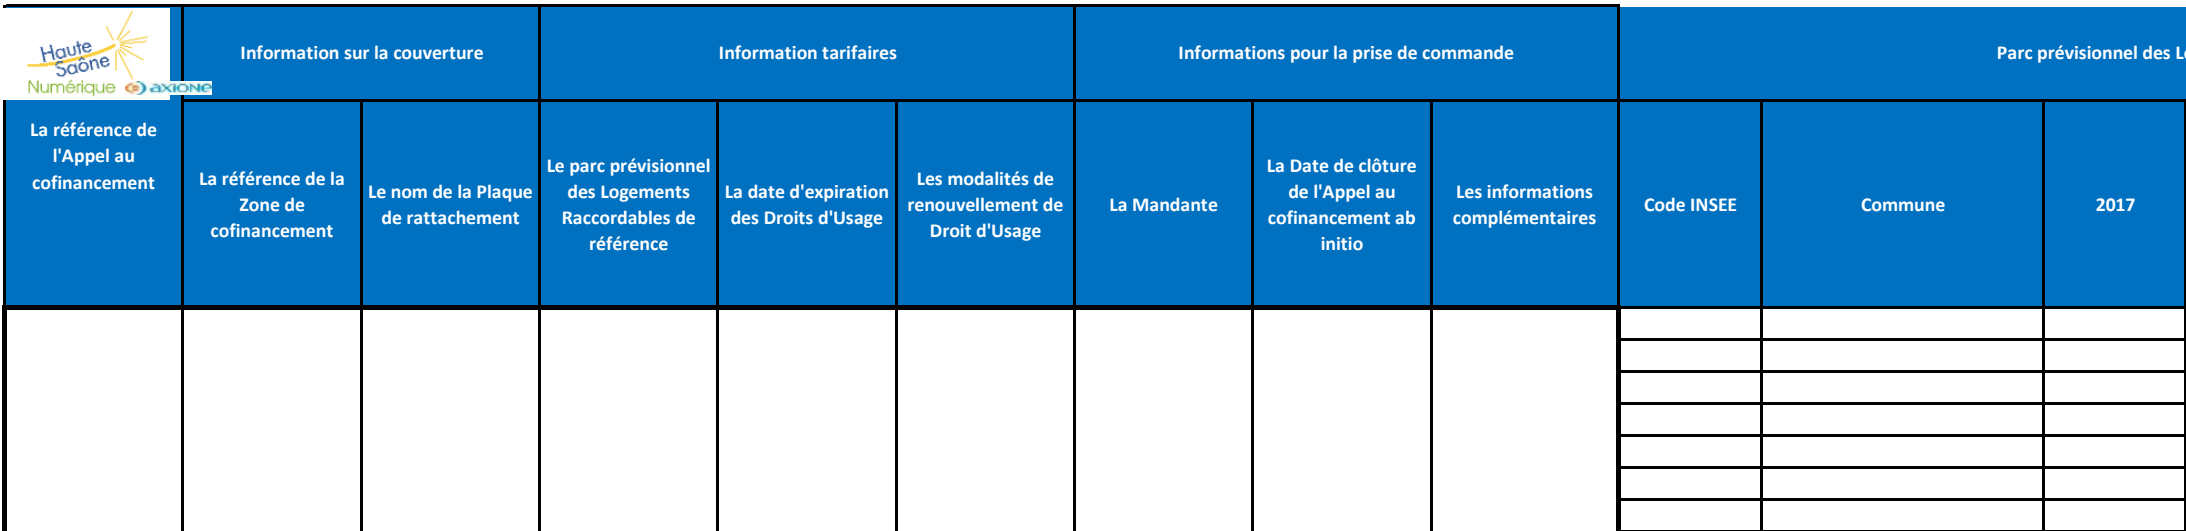 Haute
Saône
Numérique axione
Information sur la couverture
Information tarifaires
Informations pour la prise de commande
Parc prévisionnel des L
La référence de
l'Appel au
cofinancement
La référence de la
Zone de
cofinancement
Le nom de la Plaque
de rattachement
Le parc prévisionnel
des Logements
Raccordables de
référence
La date d'expiration
des Droits d'Usage
Les modalités de
renouvellement de
Droit d'Usage
La Mandante
La Date de clôture
de l'Appel au
cofinancement ab
initio
Les informations
complémentaires
Code INSEE
Commune
2017